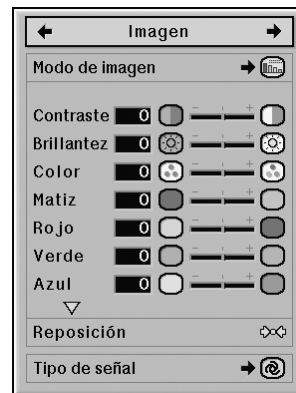 Imagen
Modo de imagen
Contraste 0
Brillantez 0
Color 0
Matiz 0
Rojo 0
Verde 0
Azul 0
Reposición
Tipo de señal